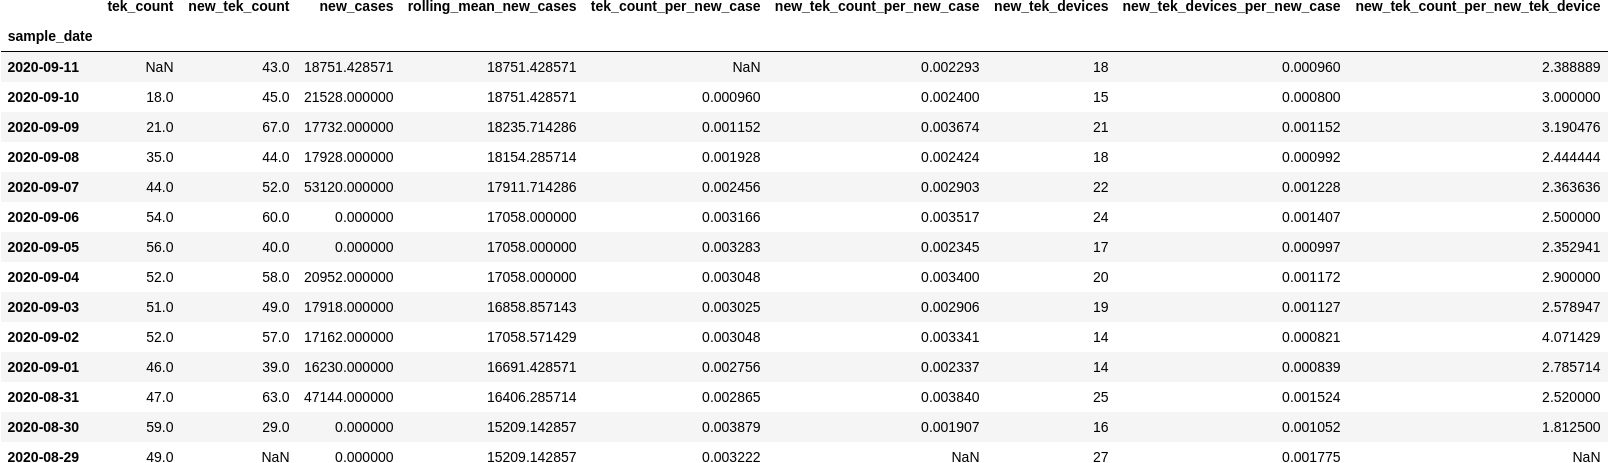 tek_count new_tek_count new_cases rolling_mean_new_cases tek_count_per_new_case new_tek_count_per_new_case new_tek_devices new_tek_devices_per_new_case new_tek_count_per_new_tek_device
sample_date
2020-09-11 NaN 43.0 18751.428571 18751.428571 NaN 0.002293 18 0.000960 2.388889
2020-09-10 18.0 45.0 21528.000000 18751.428571 0.000960 0.002400 15 0.000800 3.000000
2020-09-09 21.0 67.0 17732.000000 18235.714286 0.001152 0.003674 21 0.001152 3.190476
2020-09-08 35.0 44.0 17928.000000 18154.285714 0.001928 0.002424 18 0.000992 2.444444
2020-09-07 44.0 52.0 53120.000000 17911.714286 0.002456 0.002903 22 0.001228 2.363636
2020-09-06 54.0 60.0 0.000000 17058.000000 0.003166 0.003517 24 0.001407 2.500000
2020-09-05 56.0 40.0 0.000000 17058.000000 0.003283 0.002345 17 0.000997 2.352941
2020-09-04 52.0 58.0 20952.000000 17058.000000 0.003048 0.003400 20 0.001172 2.900000
2020-09-03 51.0 49.0 17918.000000 16858.857143 0.003025 0.002906 19 0.001127 2.578947
2020-09-02 52.0 57.0 17162.000000 17058.571429 0.003048 0.003341 14 0.000821 4.071429
2020-09-01 46.0 39.0 16230.000000 16691.428571 0.002756 0.002337 14 0.000839 2.785714
2020-08-31 47.0 63.0 47144.000000 16406.285714 0.002865 0.003840 25 0.001524 2.520000
2020-08-30 59.0 29.0 0.000000 15209.142857 0.003879 0.001907 16 0.001052 1.812500
2020-08-29 49.0 NaN 0.000000 15209.142857 0.003222 NaN 27 0.001775 NaN